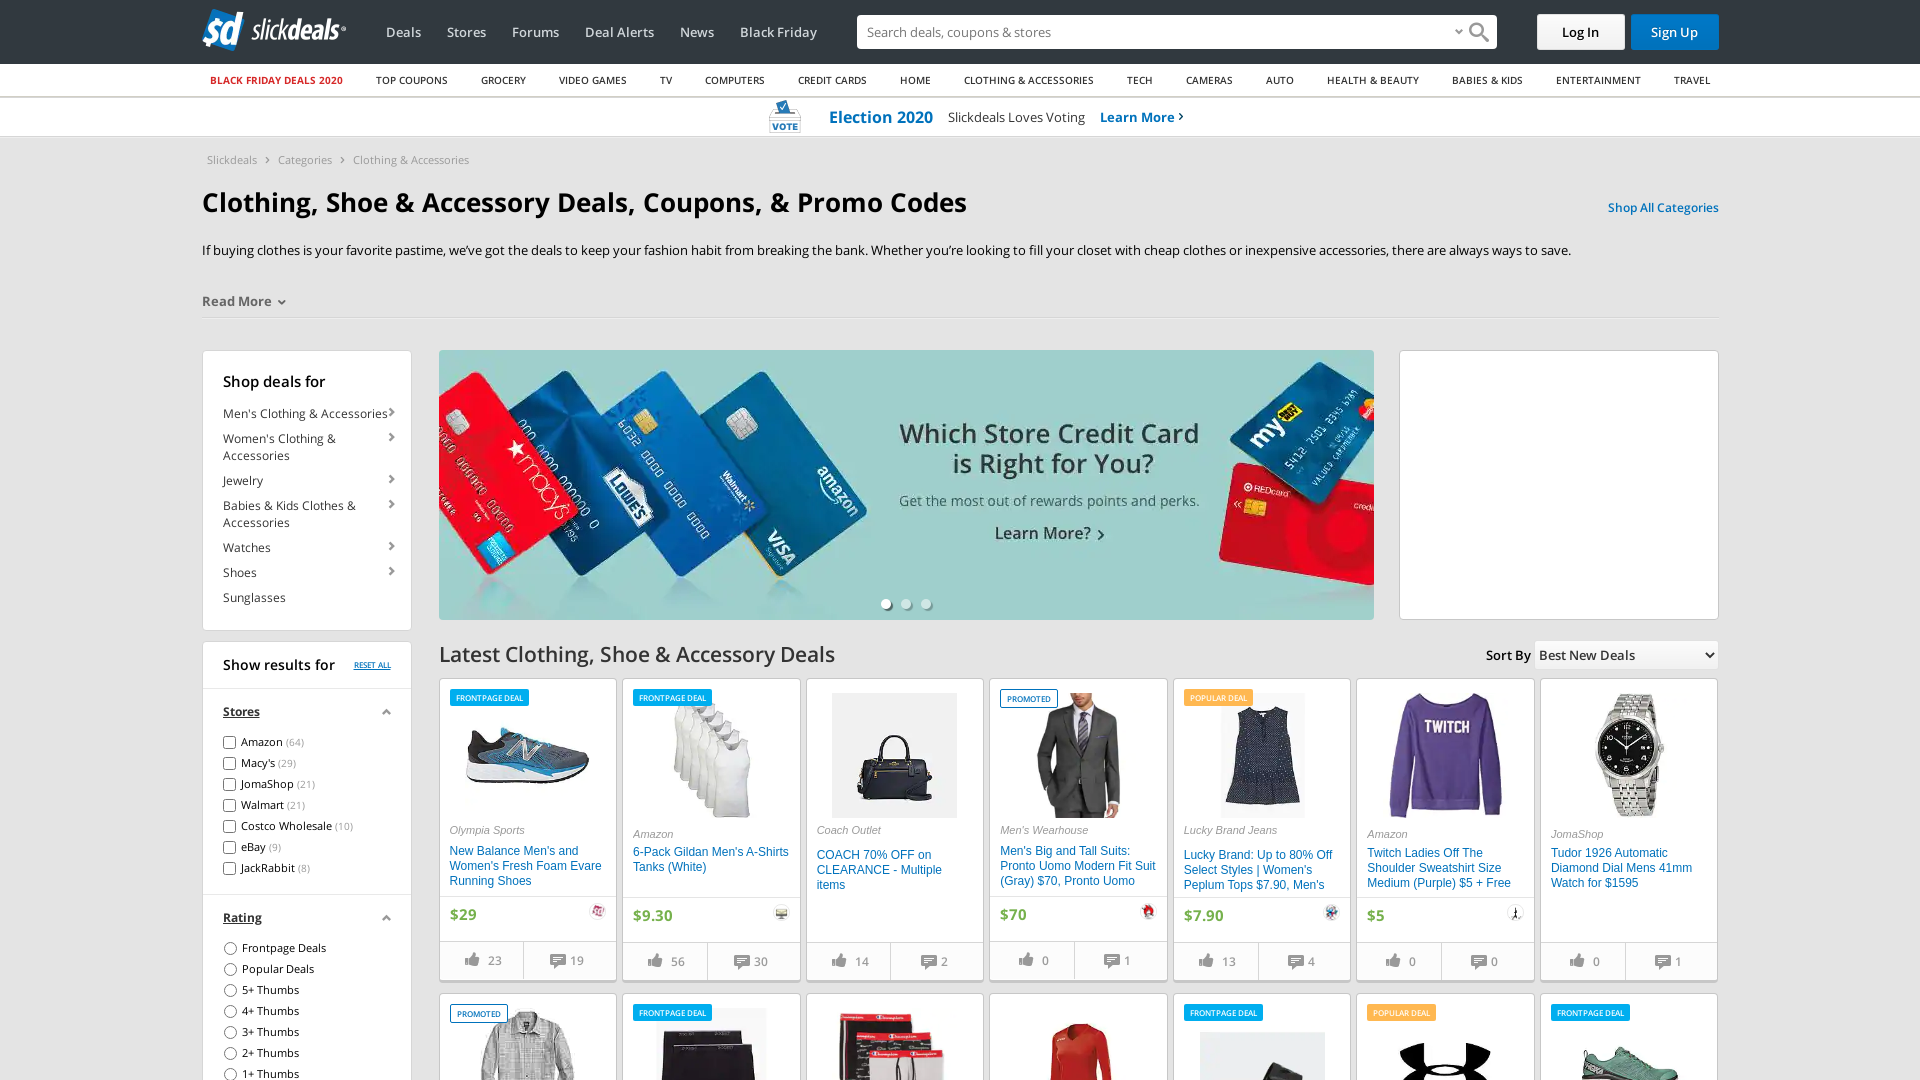 slickdeals
Deals
Stores
Forums
Deal Alerts
News
Black Friday
Search deals, coupons & stores
Log In
Sign Up
BLACK FRIDAY DEALS 2020
TOP COUPONS
GROCERY
VIDEO GAMES
TV
COMPUTERS
CREDIT CARDS
HOME
CLOTHING & ACCESSORIES
TECH
CAMERAS
AUTO
HEALTH & BEAUTY
BABIES & KIDS
ENTERTAINMENT
TRAVEL
VOTE
Election 2020
Slickdeals Loves Voting
Learn More
Slickdeals
Categories
Clothing & Accessories
Clothing, Shoe & Accessory Deals, Coupons, & Promo Codes
Shop All Categories
If buying clothes is your favorite pastime, we’ve got the deals to keep your fashion habit from breaking the bank. Whether you’re looking to fill your closet with cheap clothes or inexpensive accessories, there are always ways to save.
Read More
Shop deals for
Men's Clothing & Accessories
Women's Clothing &
Accessories
Jewelry
Babies & Kids Clothes &
Accessories
Watches
Shoes
Sunglasses
macy's
LOWE'S
Walmart
amazon
VISA
Which Store Credit Card
is Right for You?
Get the most out of rewards points and perks.
Learn More?
my BEST BUY
REDcard
Show results for
RESET ALL
Stores
Amazon (64)
Macy's (29)
JomaShop (21)
Walmart (21)
Costco Wholesale (10)
eBay (9)
JackRabbit (8)
Rating
Frontpage Deals
Popular Deals
5+ Thumbs
4+ Thumbs
3+ Thumbs
2+ Thumbs
1+ Thumbs
Latest Clothing, Shoe & Accessory Deals
Sort By
Best New Deals
FRONTPAGE DEAL
Olympia Sports
New Balance Men's and
Women's Fresh Foam Evare
Running Shoes
$29
23
19
FRONTPAGE DEAL
Amazon
6-Pack Gildan Men's A-Shirts
Tanks (White)
$9.30
56
30
Coach Outlet
COACH 70% OFF on
CLEARANCE - Multiple
items
14
2
PROMOTED
Men's Wearhouse
Men's Big and Tall Suits:
Pronto Uomo Modern Fit Suit
(Gray) $70, Pronto Uomo
$70
0
1
POPULAR DEAL
Lucky Brand Jeans
Lucky Brand: Up to 80% Off
Select Styles | Women's
Peplum Tops $7.90, Men's
$7.90
13
4
TWITCH
Amazon
Twitch Ladies Off The
Shoulder Sweatshirt Size
Medium (Purple) $5 + Free
$5
0
0
JomaShop
Tudor 1926 Automatic
Diamond Dial Mens 41mm
Watch for $1595
0
1
PROMOTED
FRONTPAGE DEAL
FRONTPAGE DEAL
POPULAR DEAL
FRONTPAGE DEAL